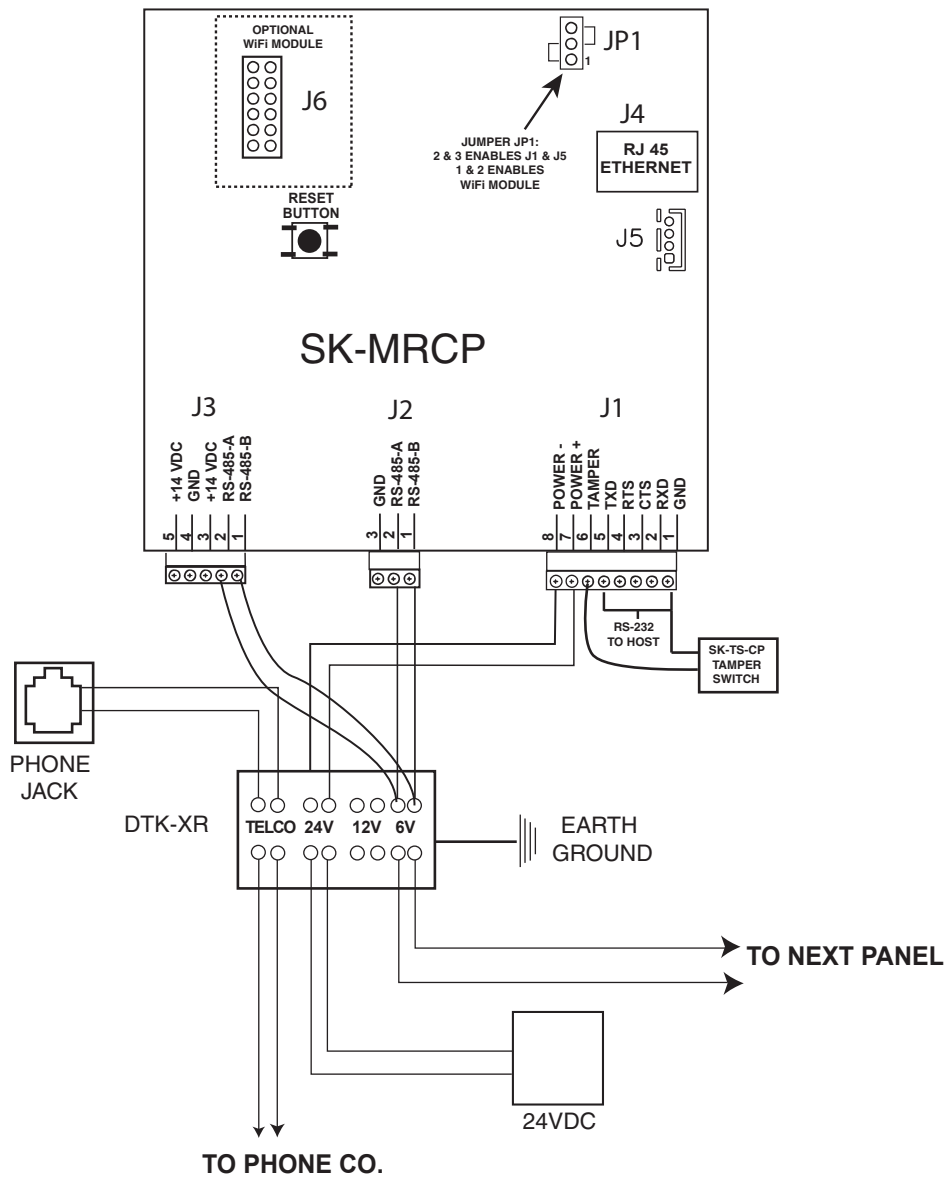 OPTIONAL
WiFi MODULE
J6
JP1
1
JUMPER JP1:
2 & 3 ENABLES J1 & J5
1 & 2 ENABLES
WiFi MODULE
J4
RJ 45
ETHERNET
RESET
BUTTON
J5
SK-MRCP
J3
J2
J1
+14 VDC
GND
+14 VDC
RS-485-A
RS-485-B
5
4
3
2
1
GND
RS-485-A
RS-485-B
3
2
1
POWER -
POWER +
TAMPER
TXD
RTS
CTS
RXD
GND
8
7
6
5
4
3
2
1
RS-232
TO HOST
SK-TS-CP
TAMPER
SWITCH
PHONE
JACK
DTK-XR
TELCO 24V 12V 6V
EARTH
GROUND
TO NEXT PANEL
24VDC
TO PHONE CO.